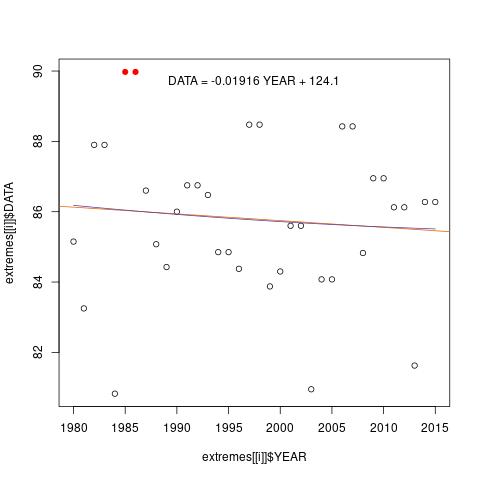 DATA = -0.01916 YEAR + 124.1
90
88
86
84
82
extremes[[i]]$DATA
1980 1985 1990 1995 2000 2005 2010 2015
extremes[[i]]$YEAR